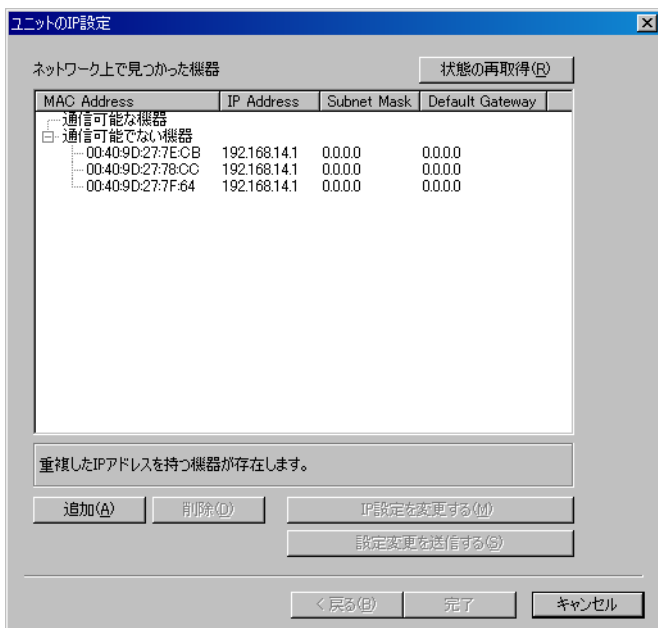 ユニットのIP設定
ネットワーク上で見つかった機器 状態の再取得(R)
MAC Address IP Address Subnet Mask Default Gateway
通信可能な機器
通信可能でない機器
00:40:9D:27:7E:CB 192.168.14.1 0.0.0.0 0.0.0.0
00:40:9D:27:78:CC 192.168.14.1 0.0.0.0 0.0.0.0
00:40:9D:27:7F:64 192.168.14.1 0.0.0.0 0.0.0.0
重複したIPアドレスを持つ機器が存在します。
追加(A) 削除(D) IP設定を変更する(M)
設定変更を送信する(S)
< 戻る(B) 完了 キャンセル